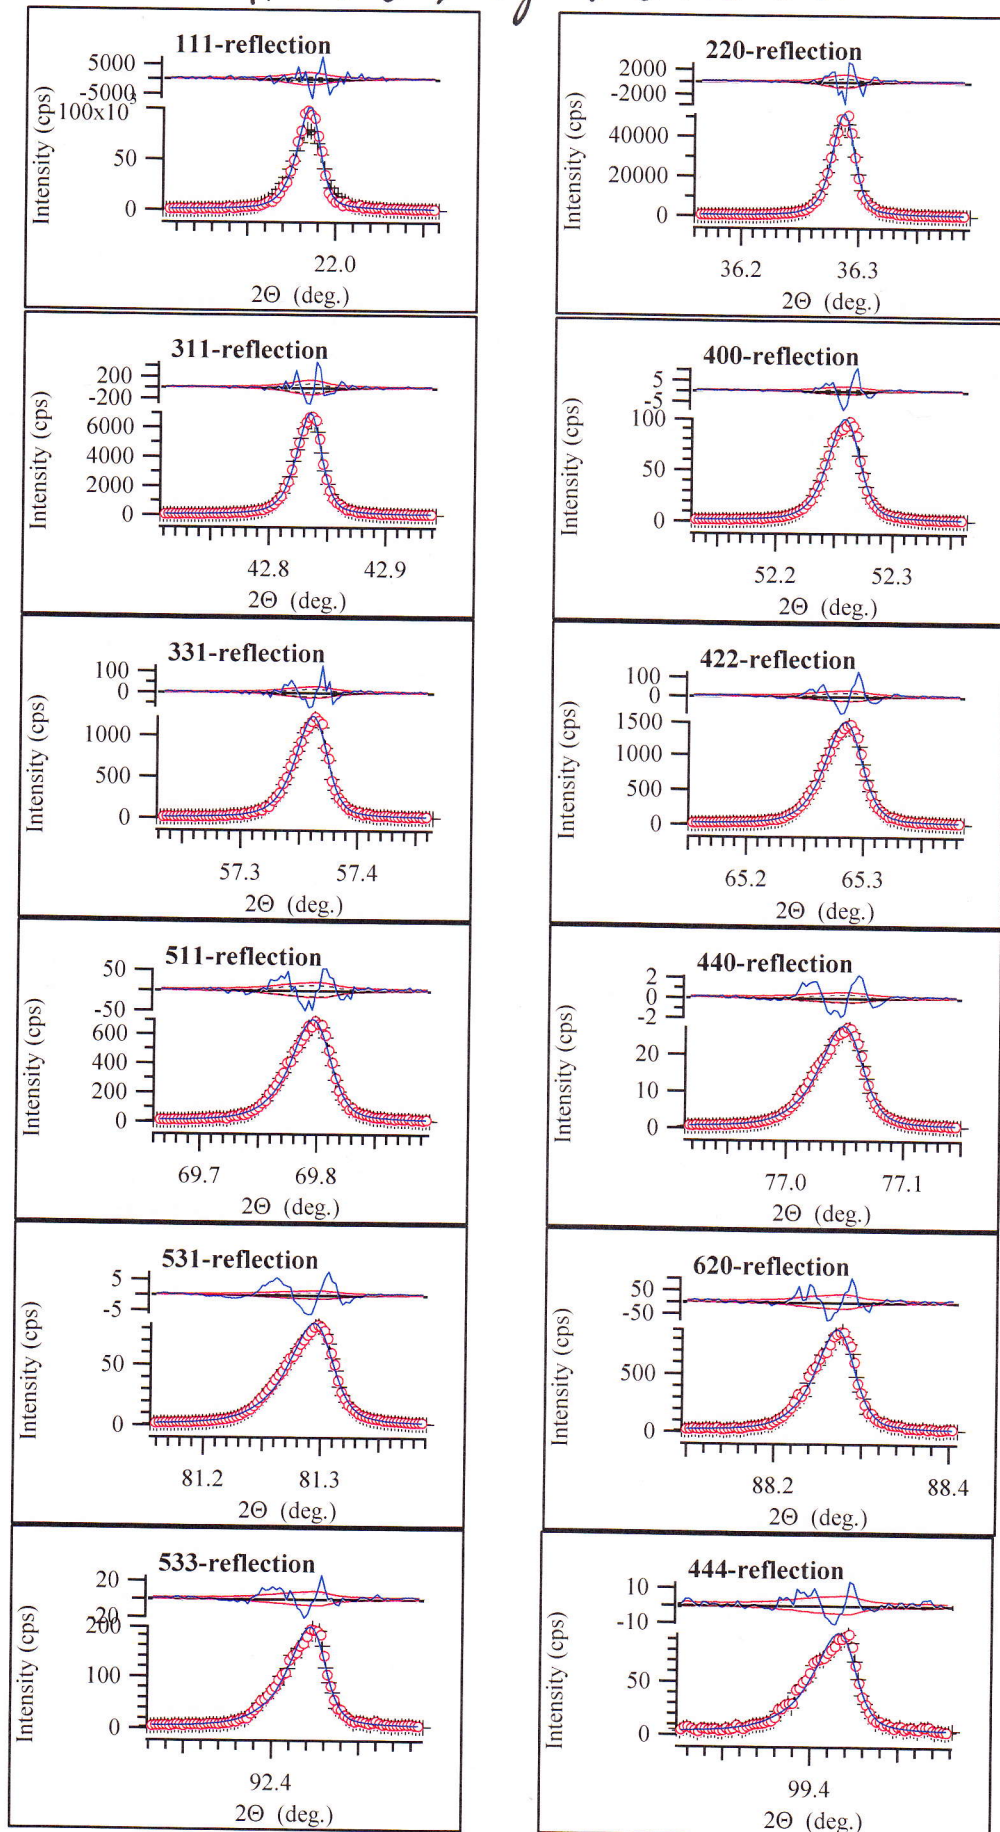 111-reflection
5000
-5000
100x10³
50
0
Intensity (cps)
22.0
2Θ (deg.)
220-reflection
2000
-2000
40000
20000
0
Intensity (cps)
36.2 36.3
2Θ (deg.)
311-reflection
200
-200
6000
4000
2000
0
Intensity (cps)
42.8 42.9
2Θ (deg.)
400-reflection
5
-5
100
50
0
Intensity (cps)
52.2 52.3
2Θ (deg.)
331-reflection
100
0
1000
500
0
Intensity (cps)
57.3 57.4
2Θ (deg.)
422-reflection
100
0
1500
1000
500
0
Intensity (cps)
65.2 65.3
2Θ (deg.)
511-reflection
50
-50
600
400
200
0
Intensity (cps)
69.7 69.8
2Θ (deg.)
440-reflection
2
0
-2
20
10
0
Intensity (cps)
77.0 77.1
2Θ (deg.)
531-reflection
5
-5
50
0
Intensity (cps)
81.2 81.3
2Θ (deg.)
620-reflection
50
-50
500
0
Intensity (cps)
88.2 88.4
2Θ (deg.)
533-reflection
20
-20
200
100
0
Intensity (cps)
92.4
2Θ (deg.)
444-reflection
10
-10
50
0
Intensity (cps)
99.4
2Θ (deg.)